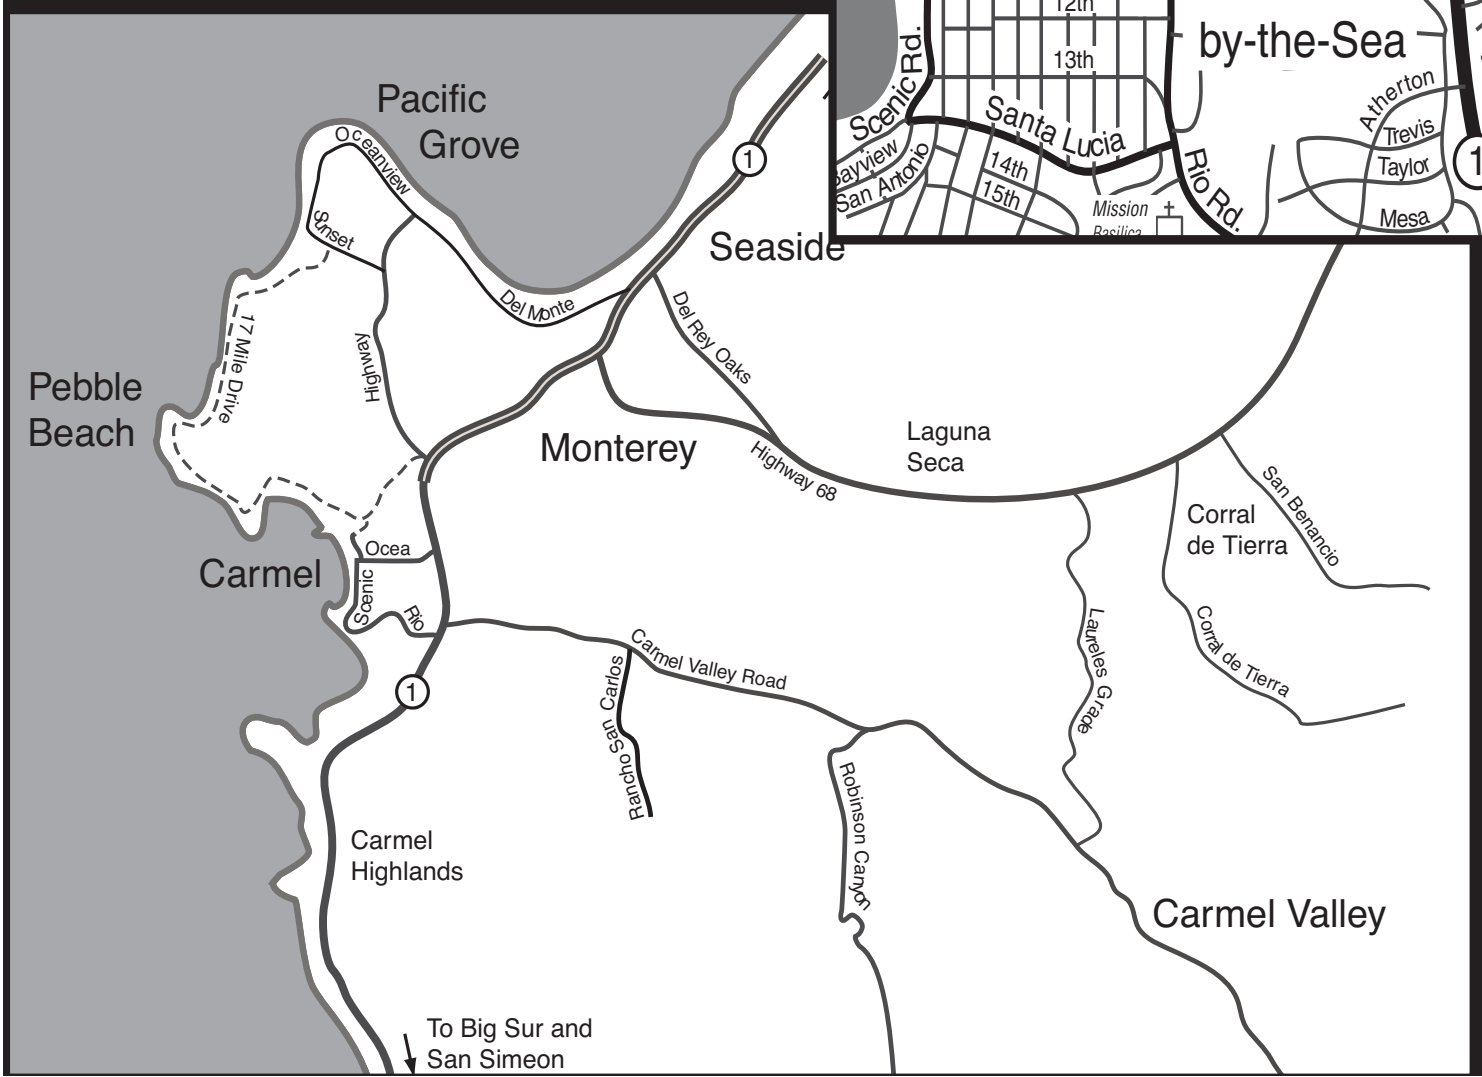 12th
by-the-Sea
13th
Scenic Rd.
Santa Lucia
Atherton
Trevis
Taylor
Mesa
1
Bayview
San Antonio
14th
15th
Rio Rd.
Mission
Basilica
Pacific
Grove
Oceanview
Sunset
1
Seaside
Del Monte
Del Rey Oaks
17 Mile Drive
Highway
Pebble
Beach
Monterey
Highway 68
Laguna
Seca
San Benancio
Corral
de Tierra
Carmel
Ocea
Scenic
Rio
Carmel Valley Road
Laureles Grade
Corral de Tierra
1
Rancho San Carlos
Robinson Canyon
Carmel
Highlands
Carmel Valley
To Big Sur and
San Simeon